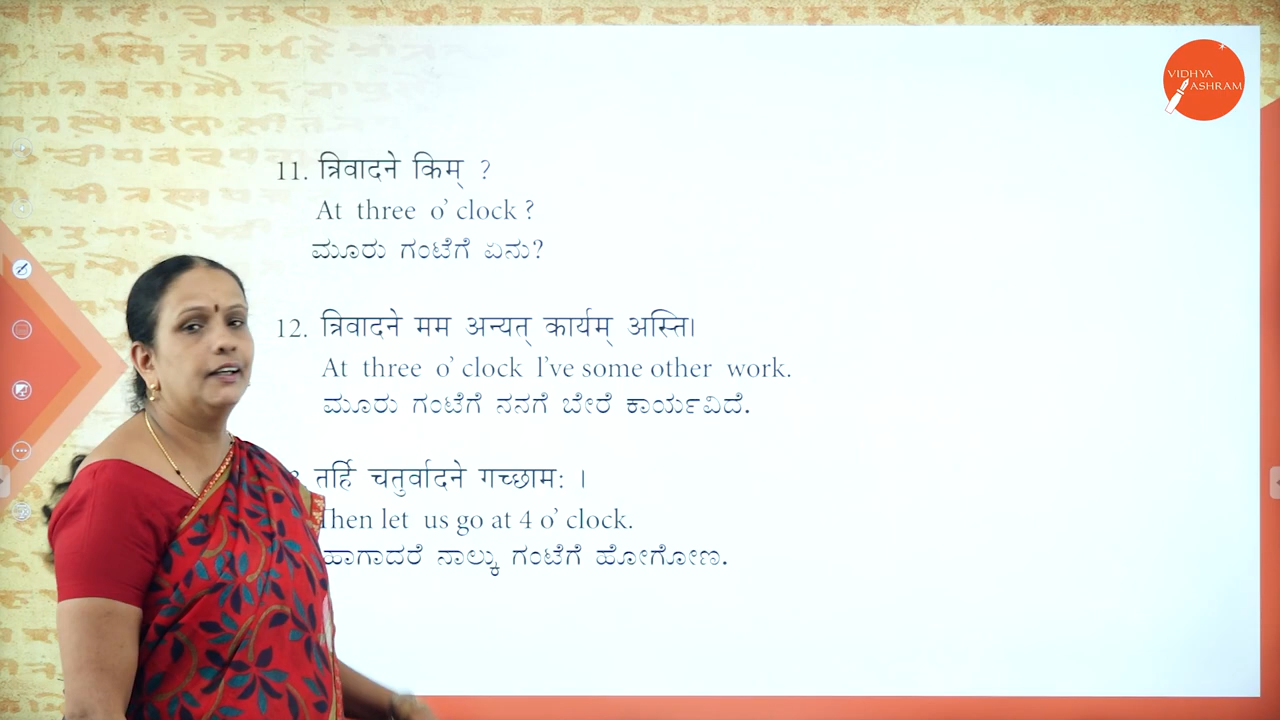 VIDHYA
ASHRAM
11. त्रिवादने किम् ?
At three o' clock ?
ಮೂರು ಗಂಟೆಗೆ ಏನು?
12. त्रिवादने मम अन्यत् कार्यम् अस्ति।
At three o' clock I've some other work.
ಮೂರು ಗಂಟೆಗೆ ನನಗೆ ಬೇರೆ ಕಾರ್ಯವಿದೆ.
तर्हि चतुर्वादने गच्छामः ।
Then let us go at 4 o' clock.
ಹಾಗಾದರೆ ನಾಲ್ಕು ಗಂಟೆಗೆ ಹೋಗೋಣ.